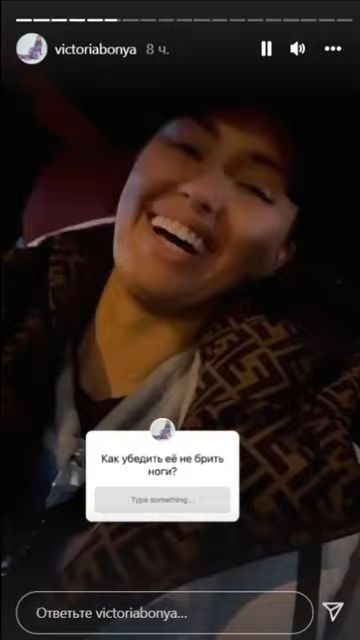 victoriabonya 8 ч.
Как убедить её не брить
ноги?
Type something...
Ответьте victoriabonya...